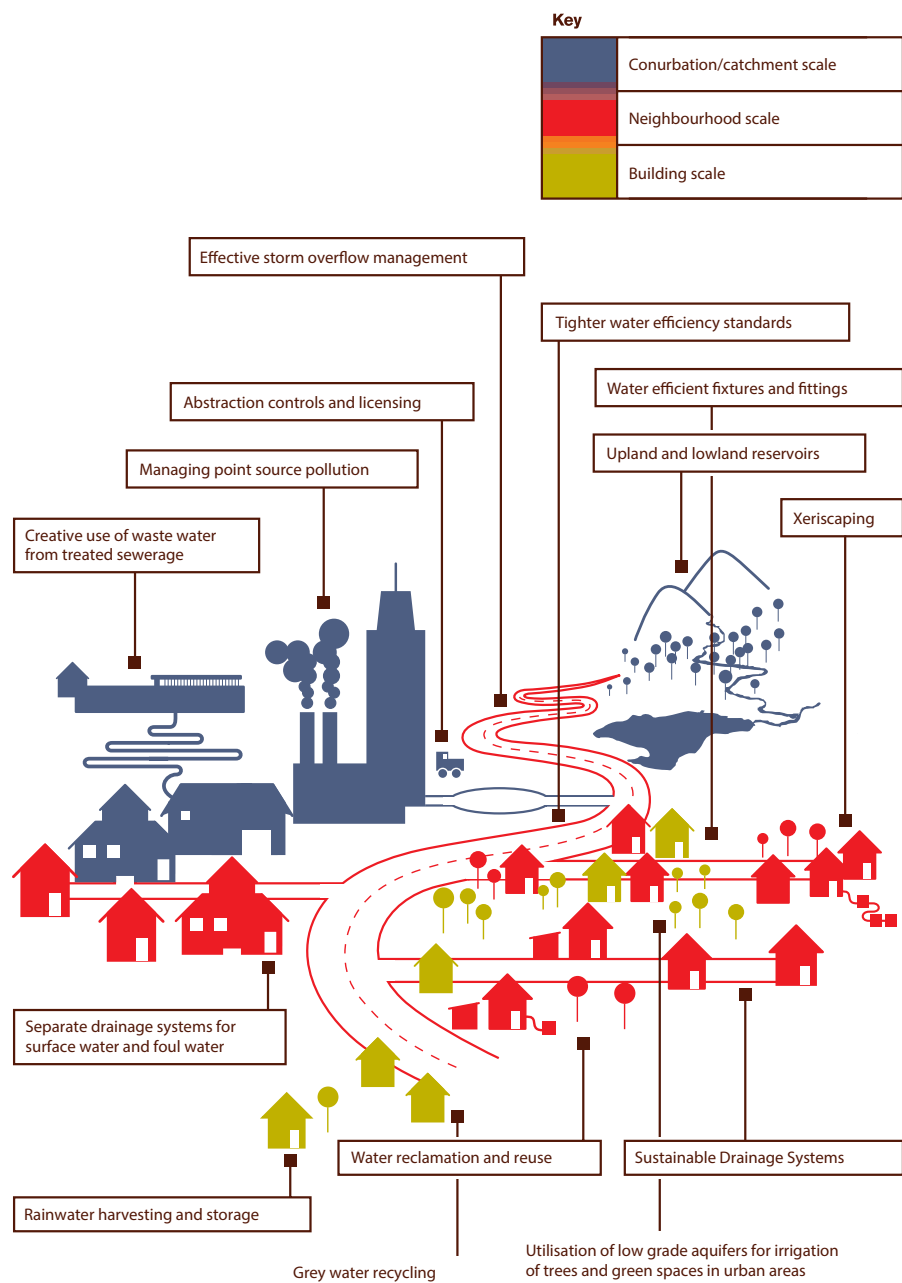 Key
Conurbation/catchment scale
Neighbourhood scale
Building scale
Effective storm overflow management
Tighter water efficiency standards
Water efficient fixtures and fittings
Abstraction controls and licensing
Upland and lowland reservoirs
Managing point source pollution
Xeriscaping
Creative use of waste water
from treated sewerage
Separate drainage systems for
surface water and foul water
Water reclamation and reuse
Sustainable Drainage Systems
Rainwater harvesting and storage
Grey water recycling
Utilisation of low grade aquifers for irrigation
of trees and green spaces in urban areas